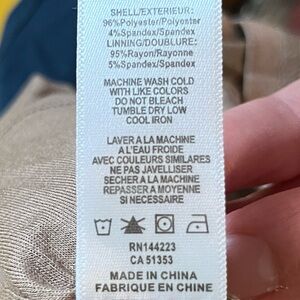 SHELL/EXTERIEUR:
96%Polyester/Polyester
4%Spandex/Spandex
LINNING/DOUBLURE:
95%Rayon/Rayonne
5%Spandex/Spandex
MACHINE WASH COLD
WITH LIKE COLORS
DO NOT BLEACH
TUMBLE DRY LOW
COOL IRON
LAVER A LA MACHINE
A L'EAU FROIDE
AVEC COULEURS SIMILAIRES
NE PAS JAVELLISER
SECHER A LA MACHINE
REPASSER A MOYENNE
SI NECESSAIRE
RN144223
CA 51353
MADE IN CHINA
FABRIQUE EN CHINE